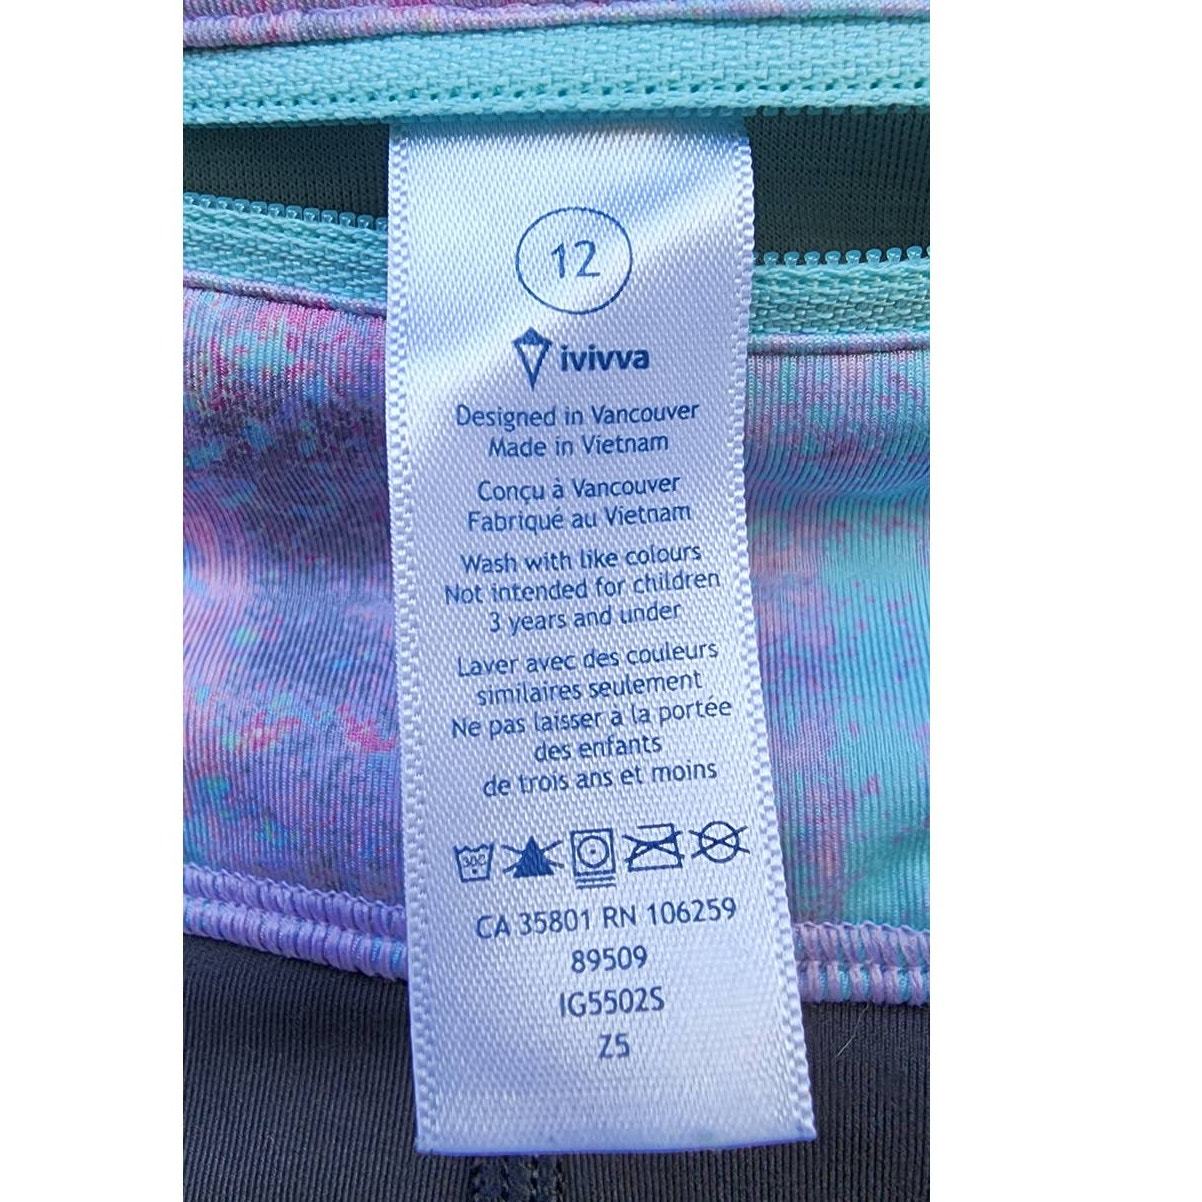 12
ivivva
Designed in Vancouver
Made in Vietnam
Conçu à Vancouver
Fabriqué au Vietnam
Wash with like colours
Not intended for children
3 years and under
Laver avec des couleurs
similaires seulement
Ne pas laisser à la portée
des enfants
de trois ans et moins
30C
CA 35801 RN 106259
89509
IG5502S
Z5